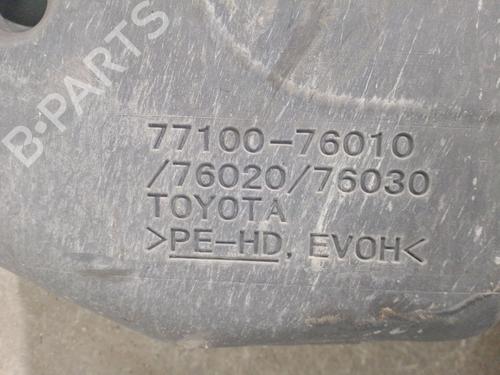 B-PARTS
77100-76010
/76020/76030
TOYOTA
>PE-HD, EVOH<